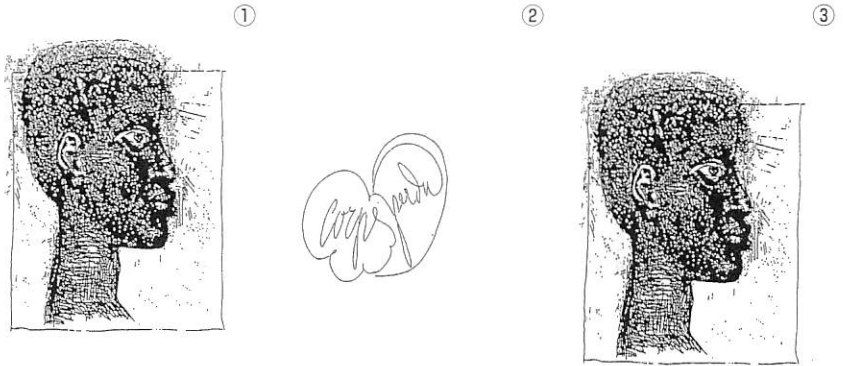 ① ② ③
corps perdu